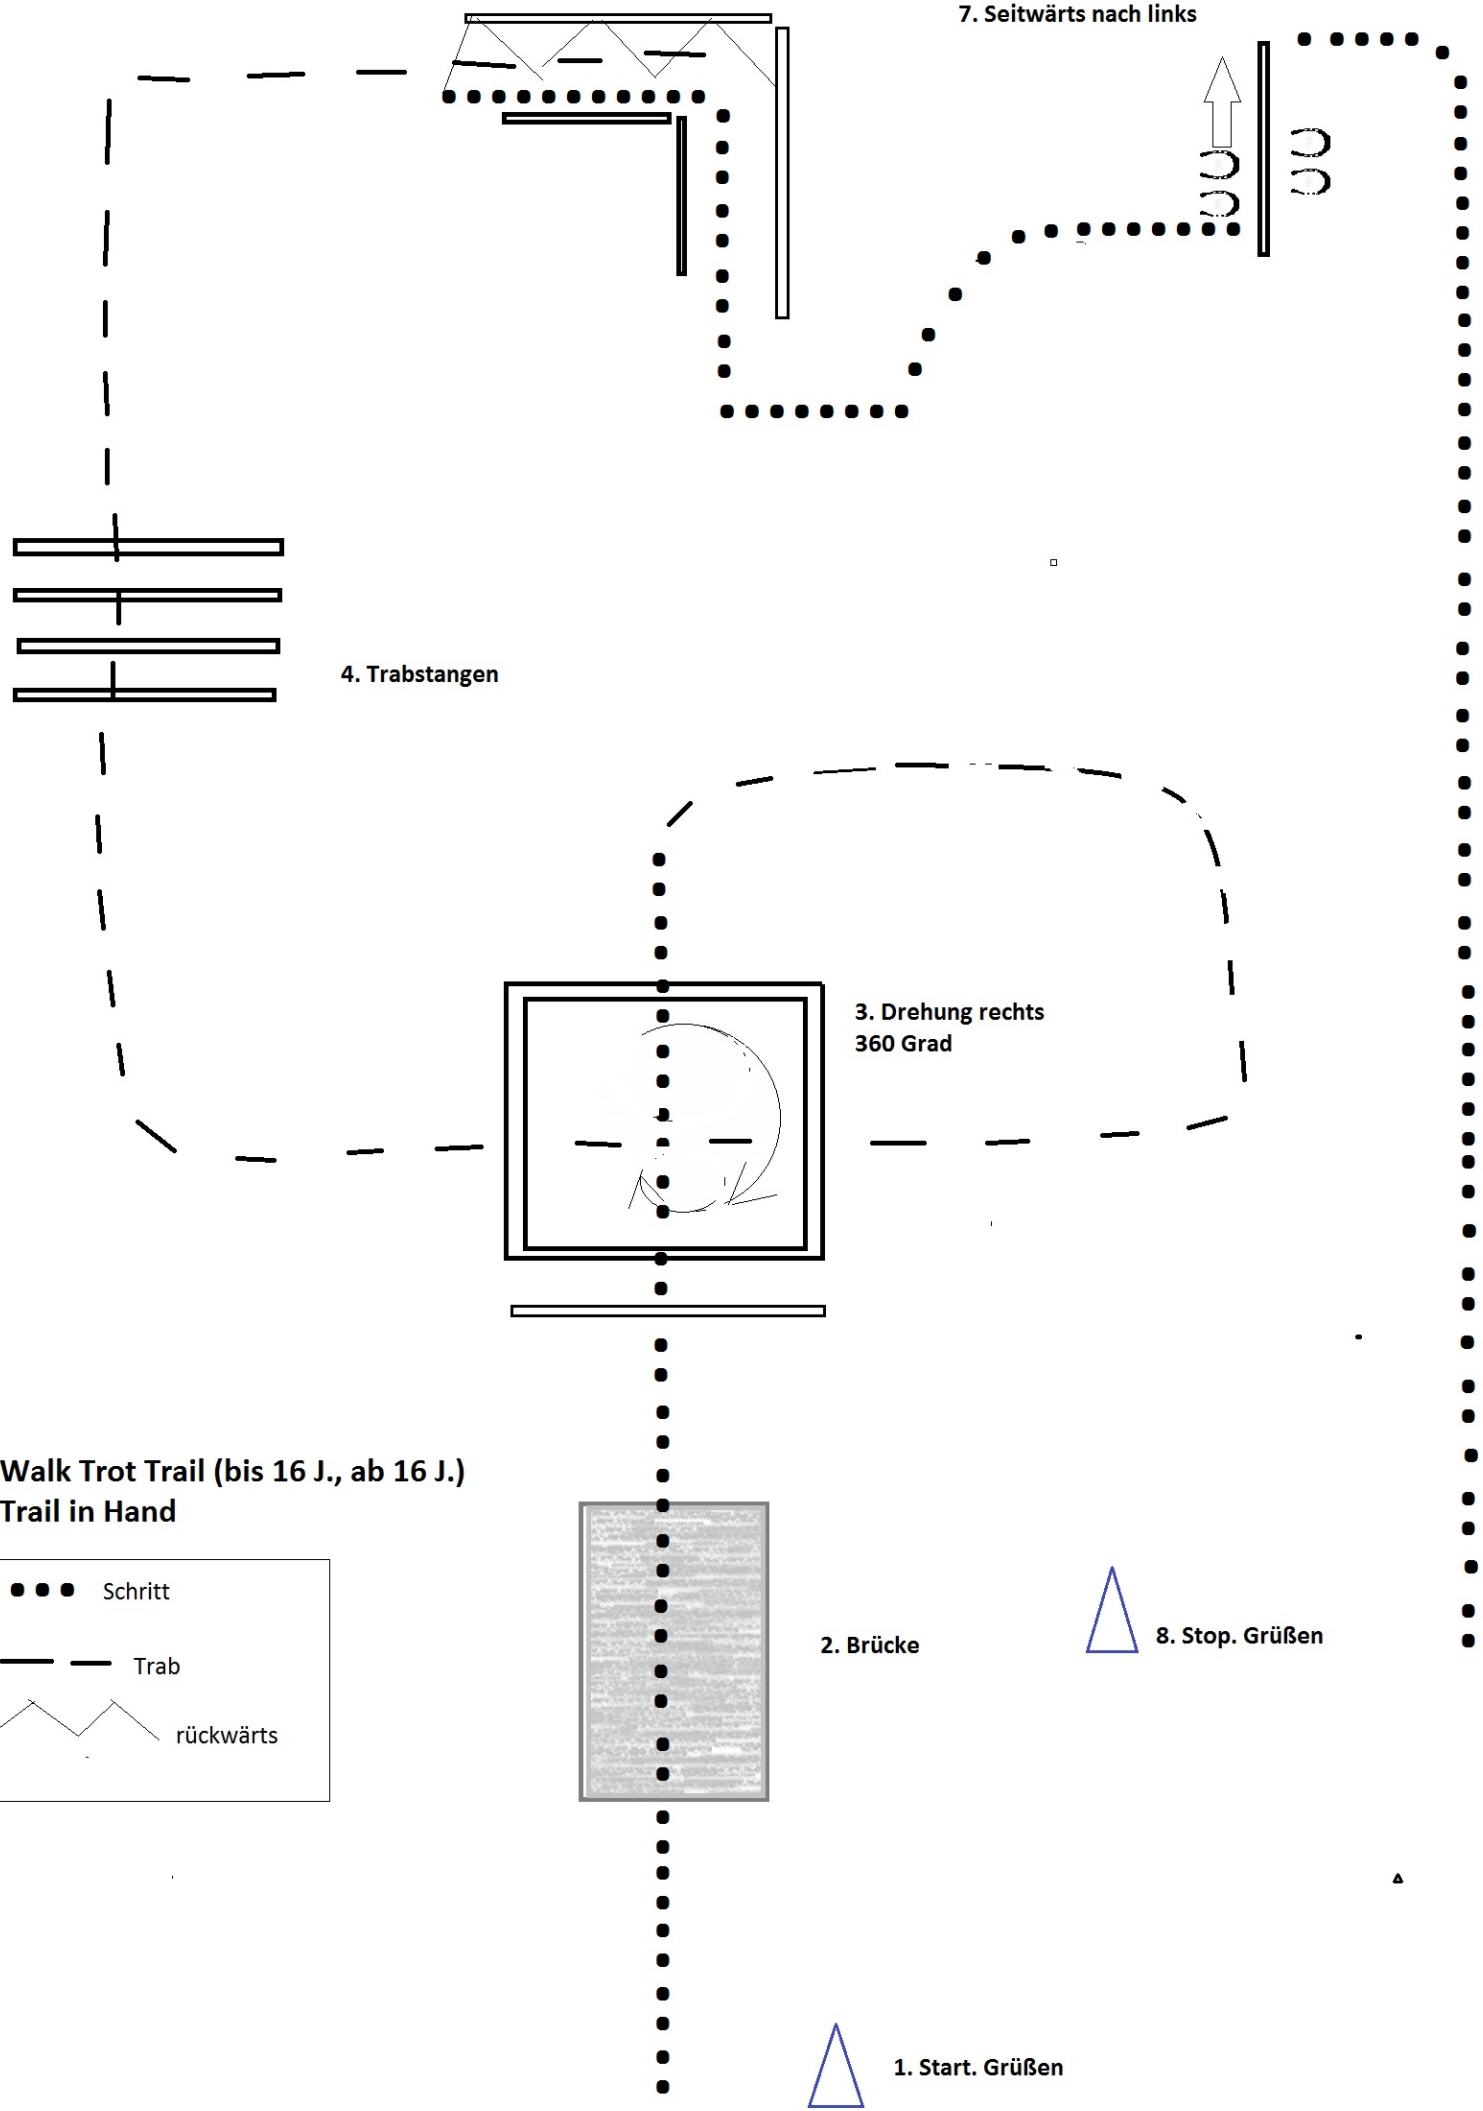 7. Seitwärts nach links
4. Trabstangen
3. Drehung rechts
360 Grad
Walk Trot Trail (bis 16 J., ab 16 J.)
Trail in Hand
Schritt
Trab
rückwärts
2. Brücke
8. Stop. Grüßen
1. Start. Grüßen